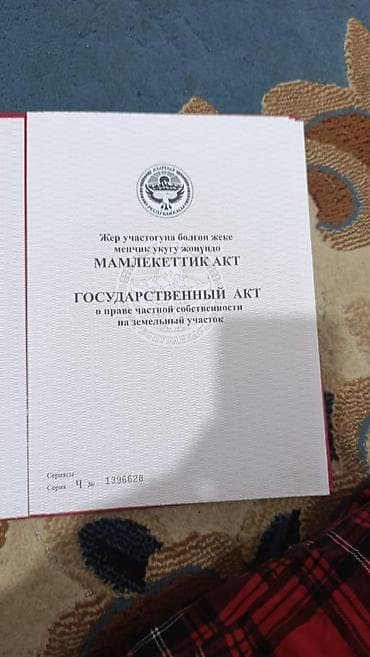 Жер участогуна болгон жеке
менчик укугу жөнүндө
МАМЛЕКЕТТИК АКТ
ГОСУДАРСТВЕННЫЙ АКТ
о праве частной собственности
на земельный участок
Сериясы
Серия Ч № 1396628